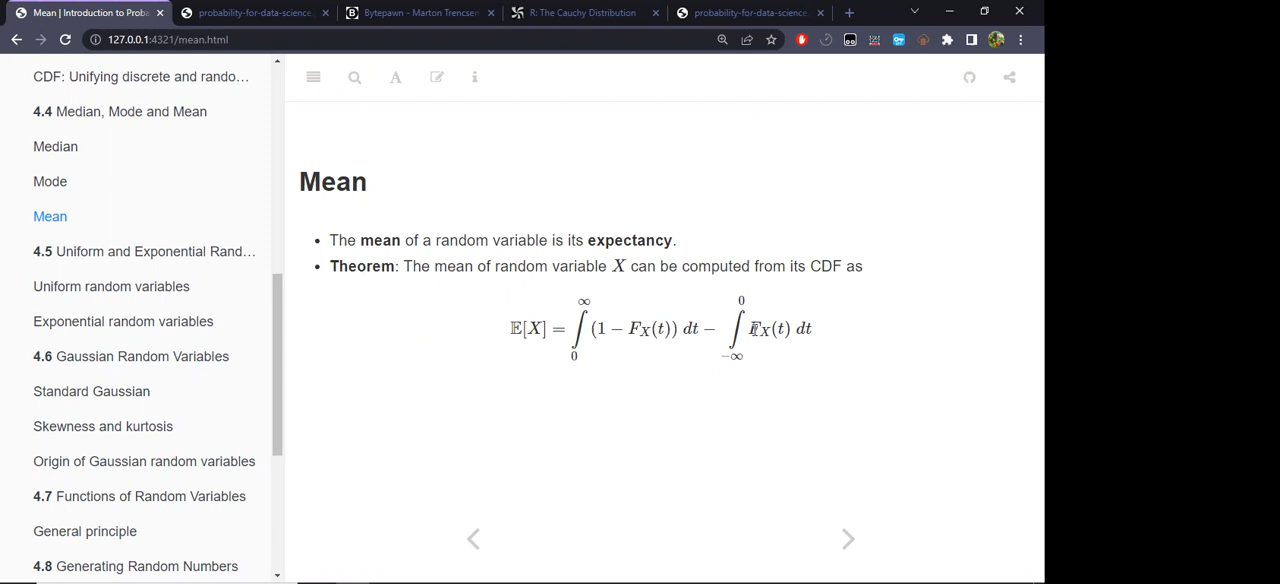 Mean | Introduction to Proba
probability-for-data-science.
Bytepawn - Marton Trencser
R: The Cauchy Distribution
probability-for-data-science.
127.0.0.1:4321/mean.html
CDF: Unifying discrete and rando…
4.4 Median, Mode and Mean
Median
Mode
Mean
4.5 Uniform and Exponential Rand…
Uniform random variables
Exponential random variables
4.6 Gaussian Random Variables
Standard Gaussian
Skewness and kurtosis
Origin of Gaussian random variables
4.7 Functions of Random Variables
General principle
4.8 Generating Random Numbers
Mean
• The mean of a random variable is its expectancy.
• Theorem: The mean of random variable X can be computed from its CDF as
𝔼[X] = ∫₀^∞ (1 − F_X(t)) dt − ∫_{−∞}^0 F_X(t) dt